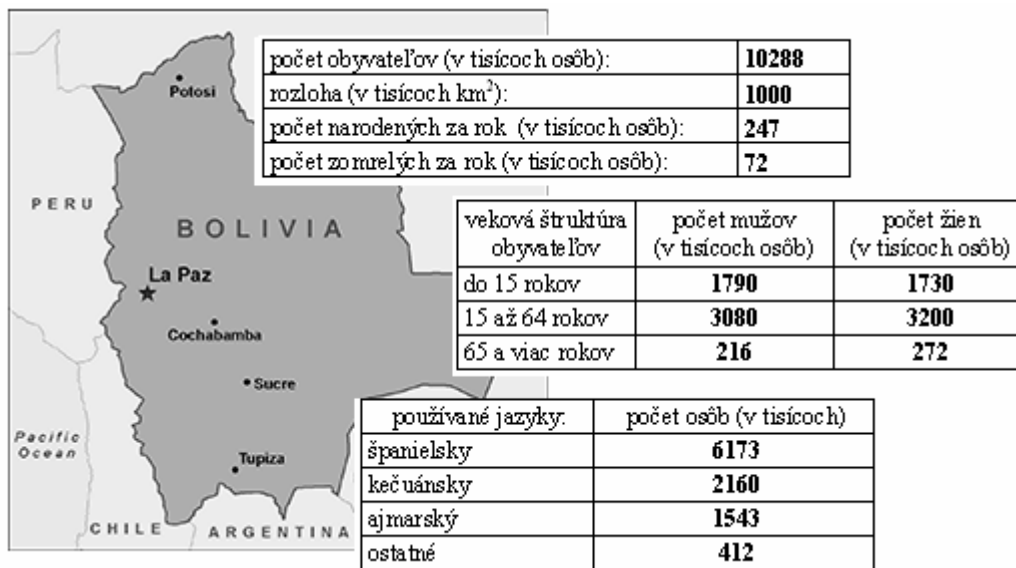 počet obyvateľov (v tisícoch osôb): 10288
rozloha (v tisícoch km²): 1000
počet narodených za rok (v tisícoch osôb): 247
počet zomrelých za rok (v tisícoch osôb): 72
Potosi
PERU
BOLIVIA
La Paz
Cochabamba
Sucre
Tupiza
Pacific
Ocean
CHILE
ARGENTINA
veková štruktúra obyvateľov počet mužov (v tisícoch osôb) počet žien (v tisícoch osôb)
do 15 rokov 1790 1730
15 až 64 rokov 3080 3200
65 a viac rokov 216 272
používané jazyky: počet osôb (v tisícoch)
španielsky 6173
kečuánsky 2160
ajmarský 1543
ostatné 412